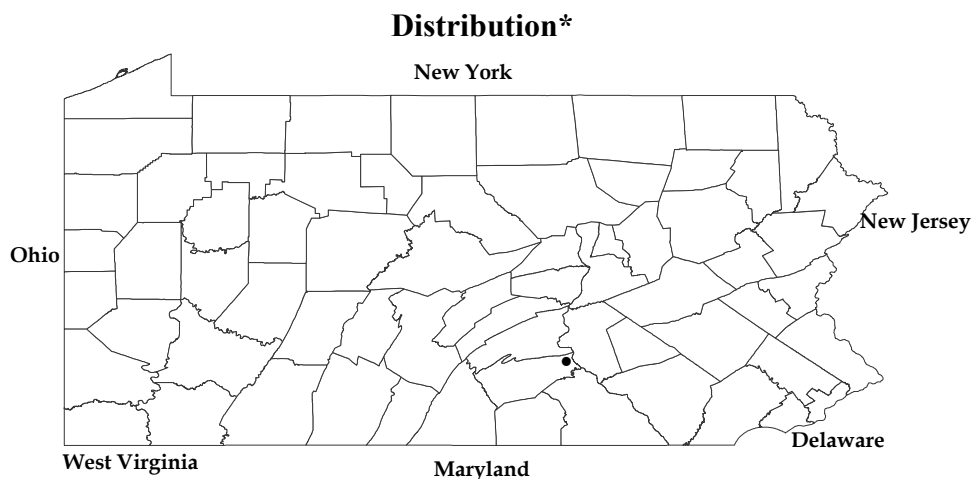 Distribution*
New York
New Jersey
Ohio
Delaware
West Virginia
Maryland